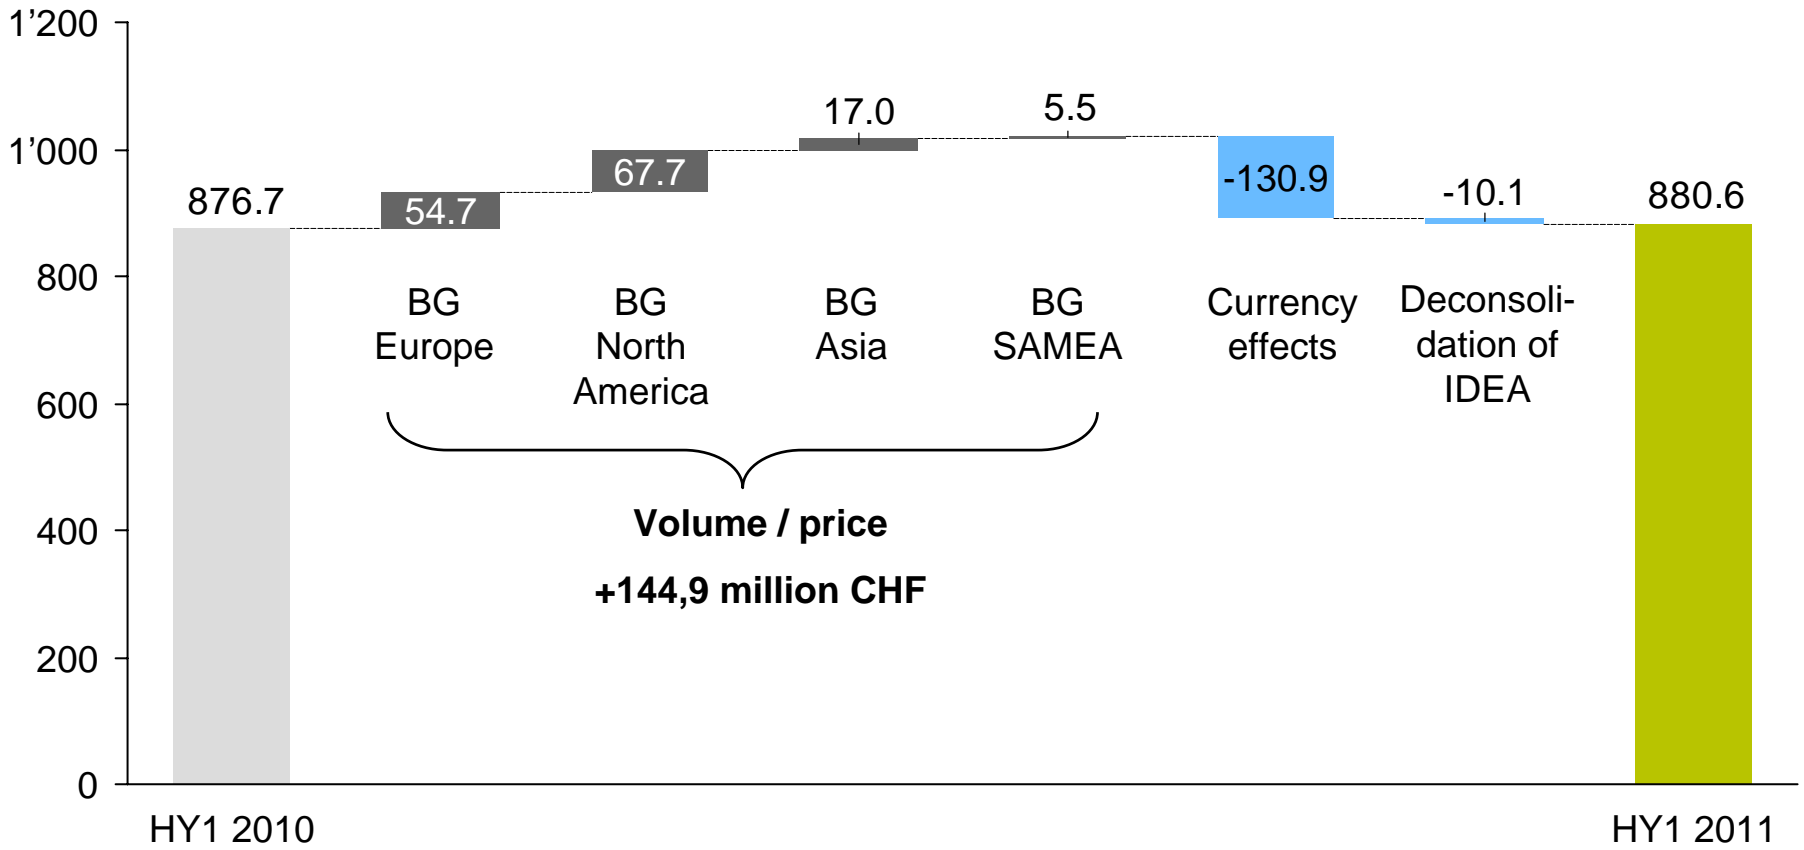 1’200
1’000
800
600
400
200
0
876.7
54.7
67.7
17.0
5.5
-130.9
-10.1
880.6
BG
Europe
BG
North
America
BG
Asia
BG
SAMEA
Currency
effects
Deconsoli-
dation of
IDEA
Volume / price
+144,9 million CHF
HY1 2010
HY1 2011